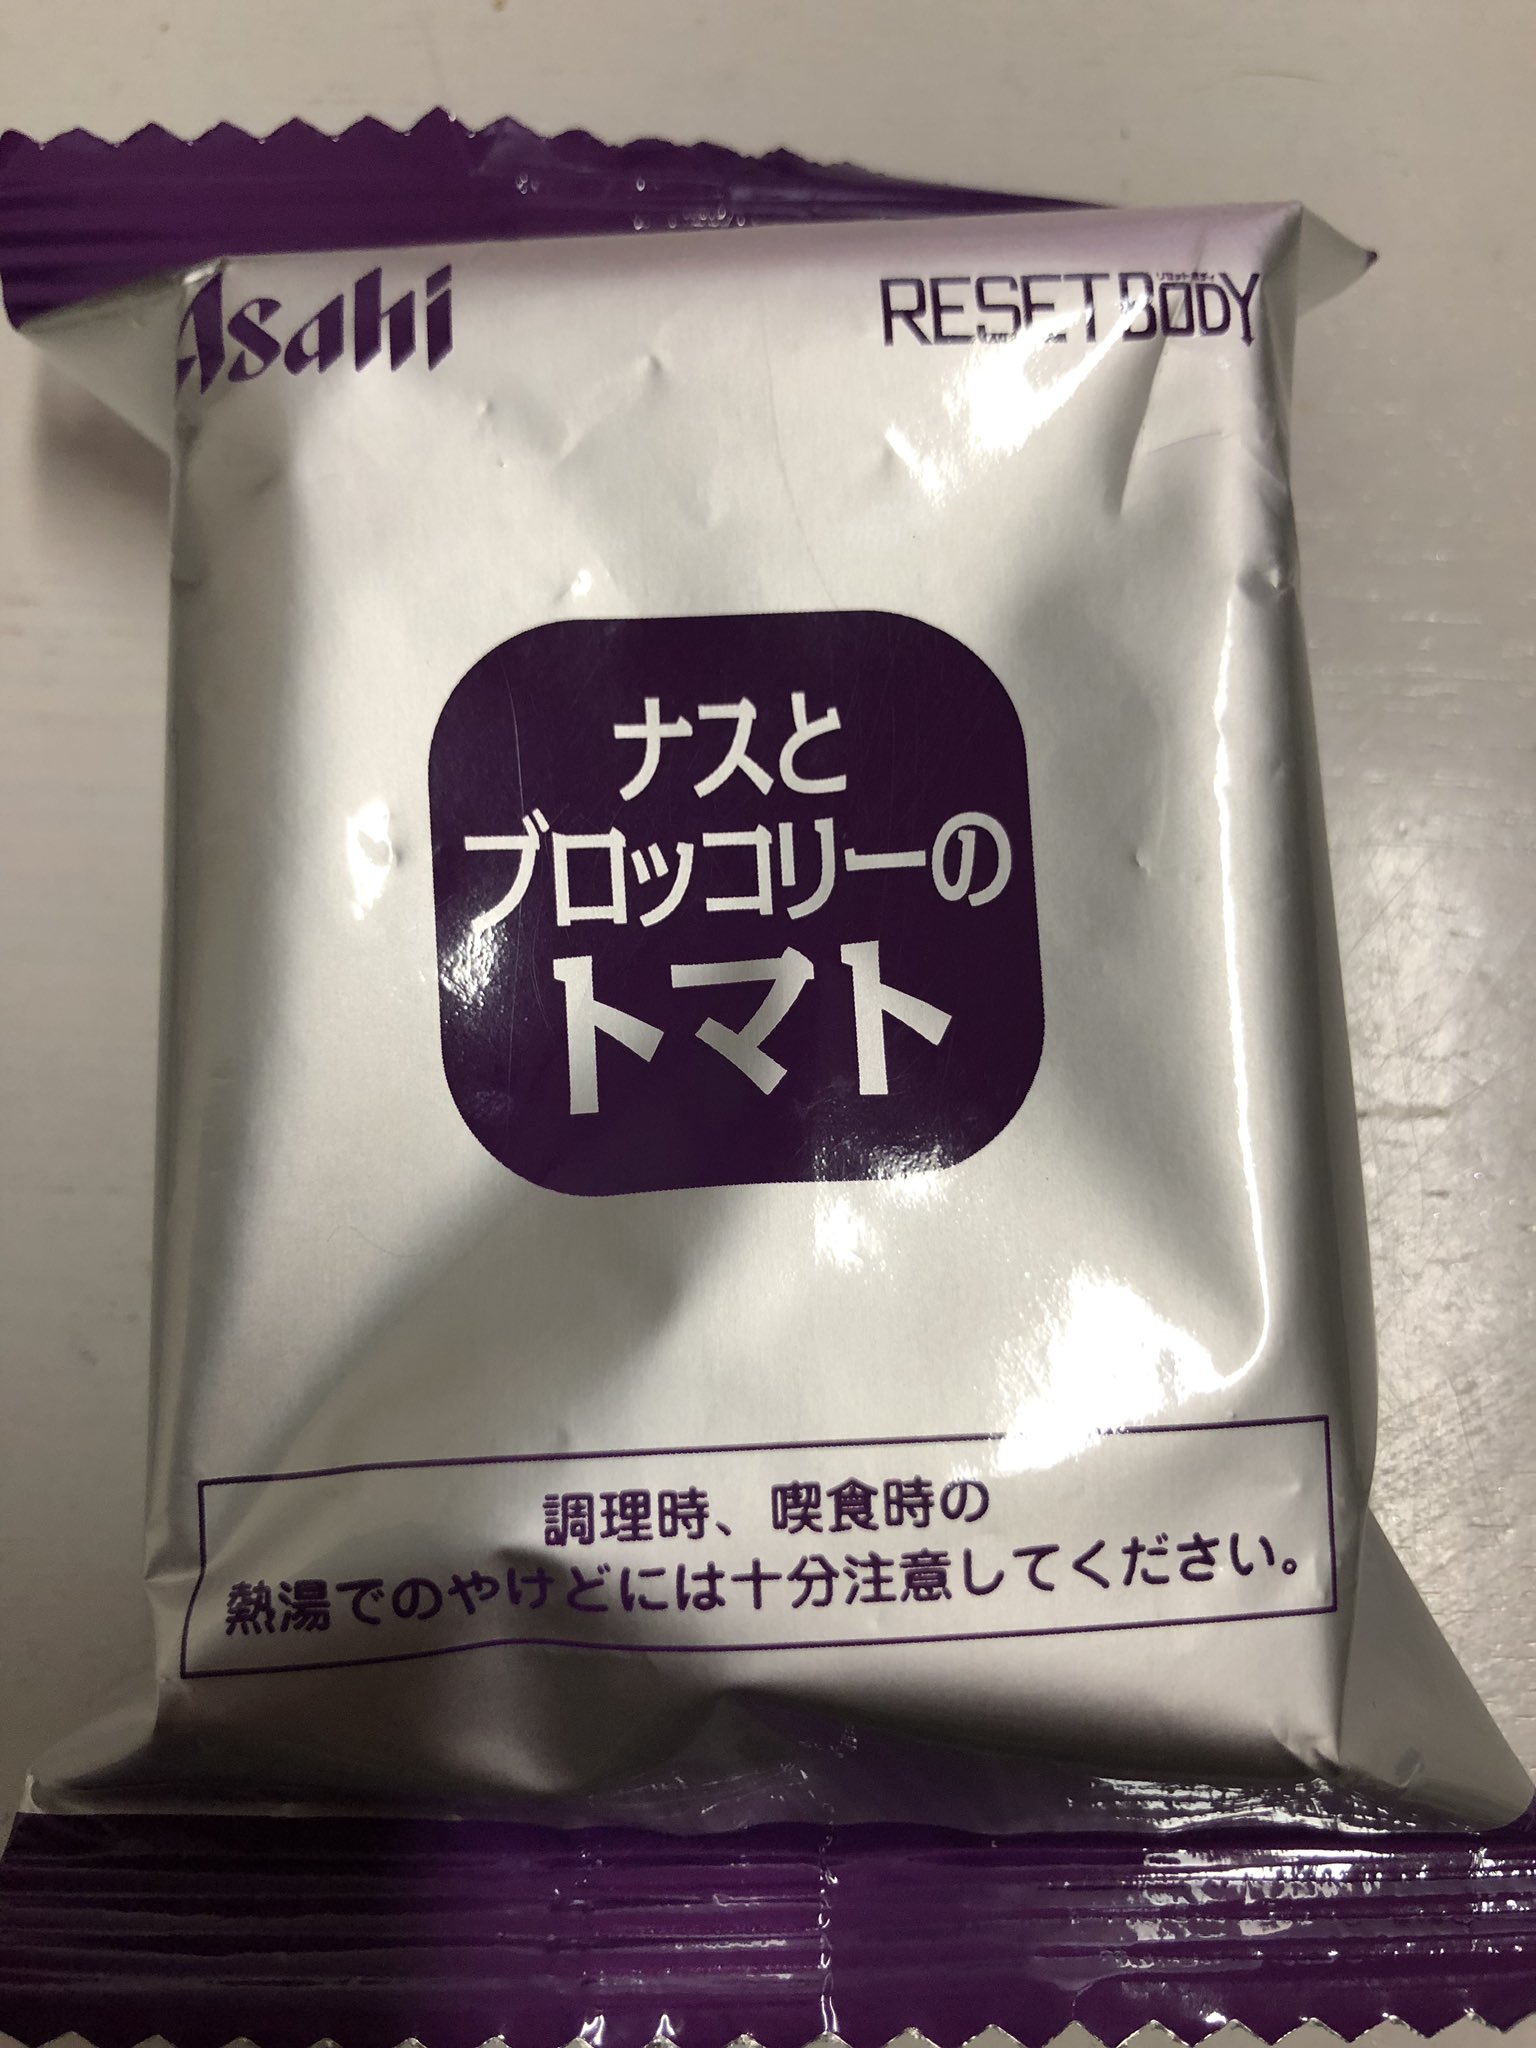 Asahi
RESET BODY
リセットボディ
ナスと
ブロッコリーの
トマト
調理時、喫食時の
熱湯でのやけどには十分注意してください。